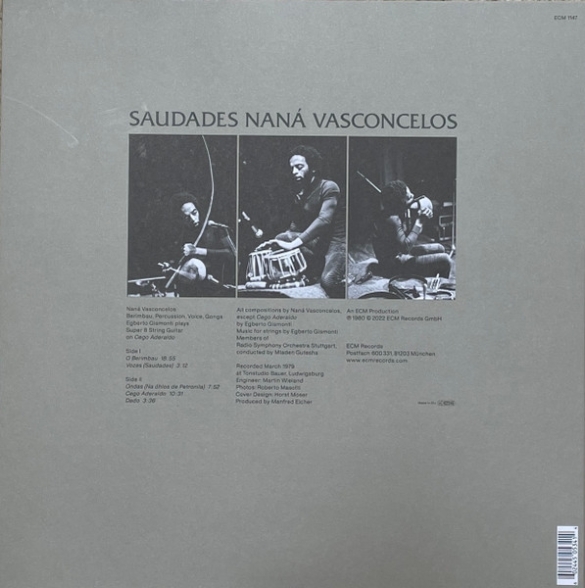 ECM 1147
SAUDADES NANÁ VASCONCELOS
Naná Vasconcelos
Berimbau, Percussion, Voice, Gongs
Egberto Gismonti plays
Super 8 String Guitar
on Cego Aderaldo
Side I
O Berimbau 18:55
Vozes (Saudades) 3:12
Side II
Ondas (Na óhlos de Petronila) 7:52
Cego Aderaldo 10:31
Dado 3:36
All compositions by Naná Vasconcelos,
except Cego Aderaldo
by Egberto Gismonti
Music for strings by Egberto Gismonti
Members of
Radio Symphony Orchestra Stuttgart,
conducted by Mladen Gutesha
Recorded March 1979
at Tonstudio Bauer, Ludwigsburg
Engineer: Martin Wieland
Photos: Roberto Masotti
Cover Design: Horst Moser
Produced by Manfred Eicher
An ECM Production
℗ 1980 © 2022 ECM Records GmbH
ECM Records
Postfach 600 331, 81203 München
www.ecmrecords.com